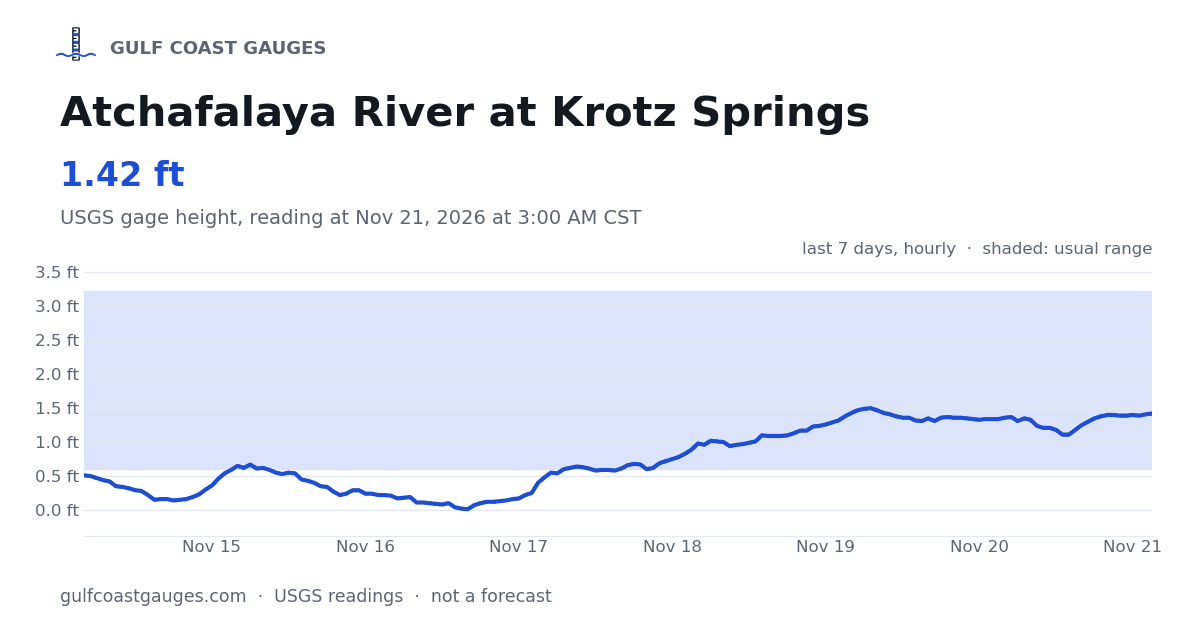 GULF COAST GAUGES
Atchafalaya River at Krotz Springs
1.42 ft
USGS gage height, reading at Nov 21, 2026 at 3:00 AM CST
last 7 days, hourly · shaded: usual range
3.5 ft
3.0 ft
2.5 ft
2.0 ft
1.5 ft
1.0 ft
0.5 ft
0.0 ft
Nov 15 Nov 16 Nov 17 Nov 18 Nov 19 Nov 20 Nov 21
gulfcoastgauges.com · USGS readings · not a forecast